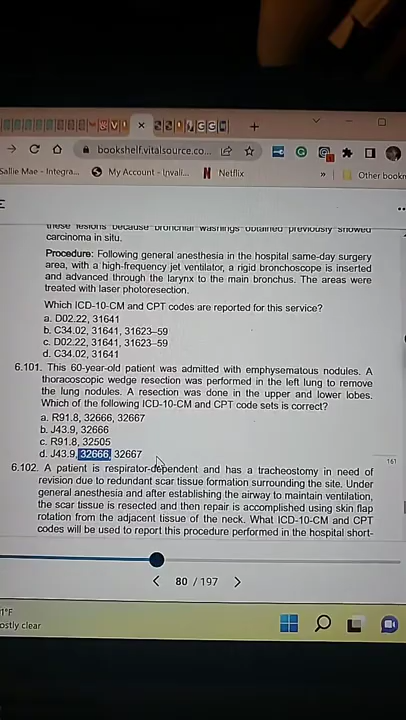 bookshelf.vitalsource.co...
Sallie Mae - Integra...
My Account - Invali...
Netflix
»
Other bookn
these lesions because bronchial washings obtained previously showed
carcinoma in situ.
Procedure: Following general anesthesia in the hospital same-day surgery
area, with a high-frequency jet ventilator, a rigid bronchoscope is inserted
and advanced through the larynx to the main bronchus. The areas were
treated with laser photoresection.
Which ICD-10-CM and CPT codes are reported for this service?
a. D02.22, 31641
b. C34.02, 31641, 31623–59
c. D02.22, 31641, 31623–59
d. C34.02, 31641
6.101. This 60-year-old patient was admitted with emphysematous nodules. A
thoracoscopic wedge resection was performed in the left lung to remove
the lung nodules. A resection was done in the upper and lower lobes.
Which of the following ICD-10-CM and CPT code sets is correct?
a. R91.8, 32666, 32667
b. J43.9, 32666
c. R91.8, 32505
d. J43.9, 32666, 32667
161
6.102. A patient is respirator-dependent and has a tracheostomy in need of
revision due to redundant scar tissue formation surrounding the site. Under
general anesthesia and after establishing the airway to maintain ventilation,
the scar tissue is resected and then repair is accomplished using skin flap
rotation from the adjacent tissue of the neck. What ICD-10-CM and CPT
codes will be used to report this procedure performed in the hospital short-
< 80 / 197 >
1°F
ostly clear